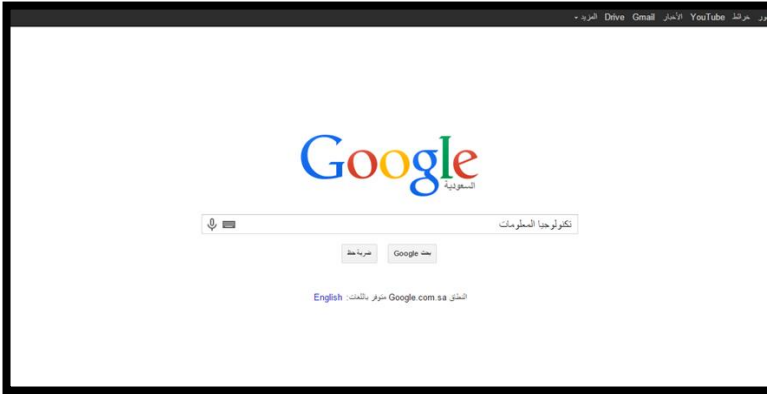 خرائط YouTube الأخبار Gmail Drive المزيد
Google
السعودية
تكنولوجيا المعلومات
بحث Google ضربة حظ
النطاق Google.com.sa متوفر باللغات: English